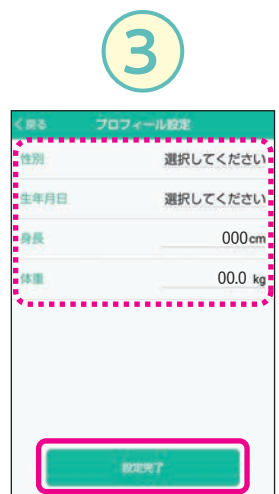 3
く戻る プロフィール設定
性別 選択してください
生年月日 選択してください
身長 000cm
体重 00.0 kg
設定完了